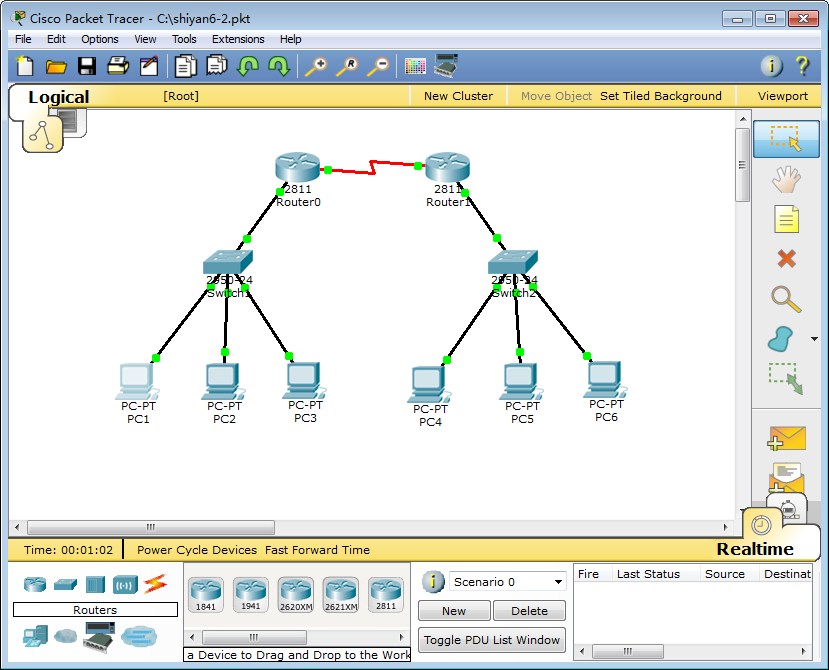 Cisco Packet Tracer - C:\shiyan6-2.pkt
File Edit Options View Tools Extensions Help
Logical [Root] New Cluster Move Object Set Tiled Background Viewport
2811 2811
Router0 Router1
2950-24 2950-24
Switch1 Switch2
PC-PT PC-PT PC-PT PC-PT PC-PT PC-PT
PC1 PC2 PC3 PC4 PC5 PC6
Time: 00:01:02 Power Cycle Devices Fast Forward Time Realtime
Scenario 0 Fire Last Status Source Destinat
1841 1941 2620XM 2621XM 2811
Routers New Delete
Toggle PDU List Window
a Device to Drag and Drop to the Work